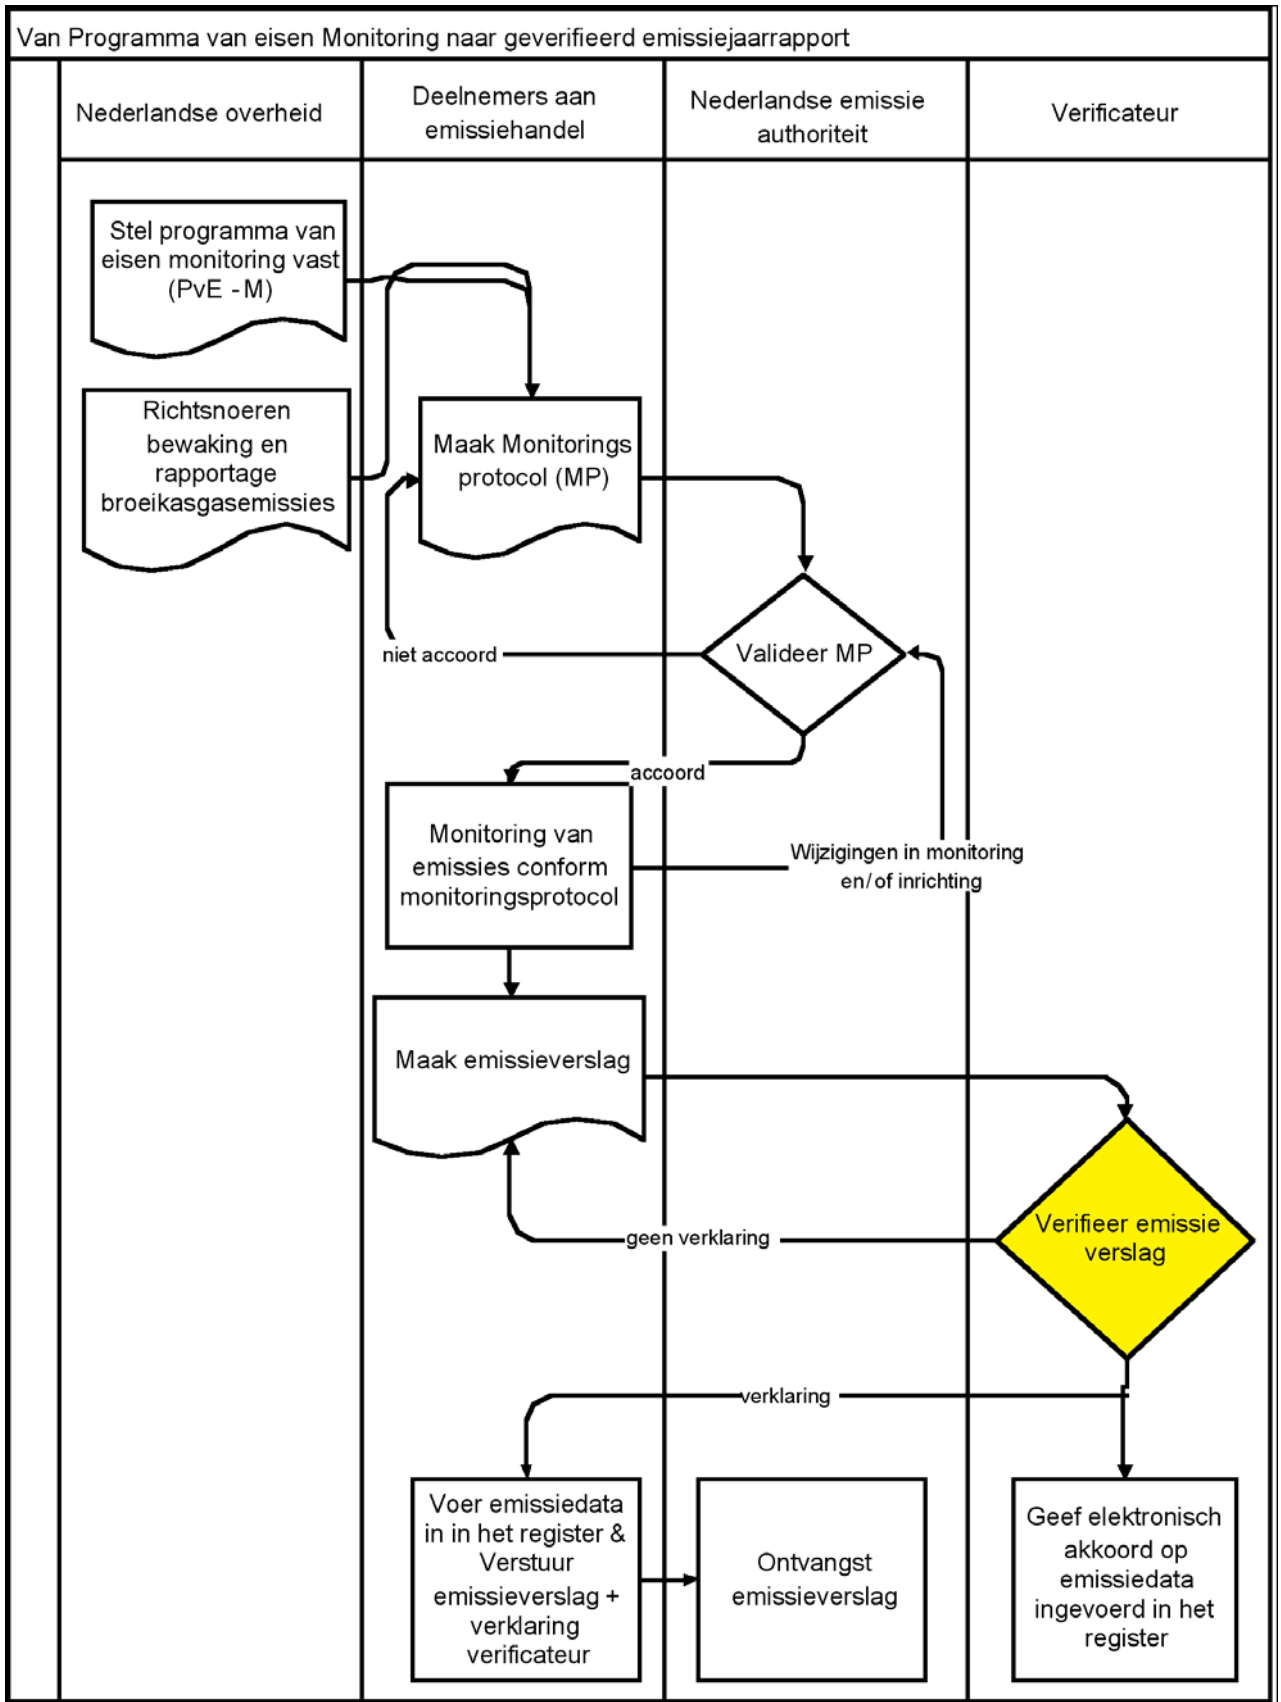 Van Programma van eisen Monitoring naar geverifieerd emissiejaarrapport
Nederlandse overheid
Deelnemers aan
emissiehandel
Nederlandse emissie
authoriteit
Verificateur
Stel programma van
eisen monitoring vast
(PvE - M)
Richtsnoeren
bewaking en
rapportage
broeikasgasemissies
Maak Monitorings
protocol (MP)
Valideer MP
niet accoord
accoord
Monitoring van
emissies conform
monitoringsprotocol
Wijzigingen in monitoring
en/of inrichting
Maak emissieverslag
Verifieer emissie
verslag
geen verklaring
verklaring
Voer emissiedata
in in het register &
Verstuur
emissieverslag +
verklaring
verificateur
Ontvangst
emissieverslag
Geef elektronisch
akkoord op
emissiedata
ingevoerd in het
register